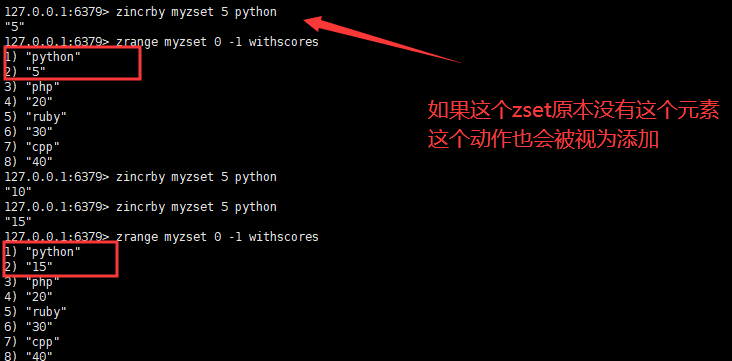 127.0.0.1:6379> zincrby myzset 5 python
"5"
127.0.0.1:6379> zrange myzset 0 -1 withscores
1) "python"
2) "5"
3) "php"
4) "20"
5) "ruby"
6) "30"
7) "cpp"
8) "40"
如果这个zset原本没有这个元素
这个动作也会被视为添加
127.0.0.1:6379> zincrby myzset 5 python
"10"
127.0.0.1:6379> zincrby myzset 5 python
"15"
127.0.0.1:6379> zrange myzset 0 -1 withscores
1) "python"
2) "15"
3) "php"
4) "20"
5) "ruby"
6) "30"
7) "cpp"
8) "40"